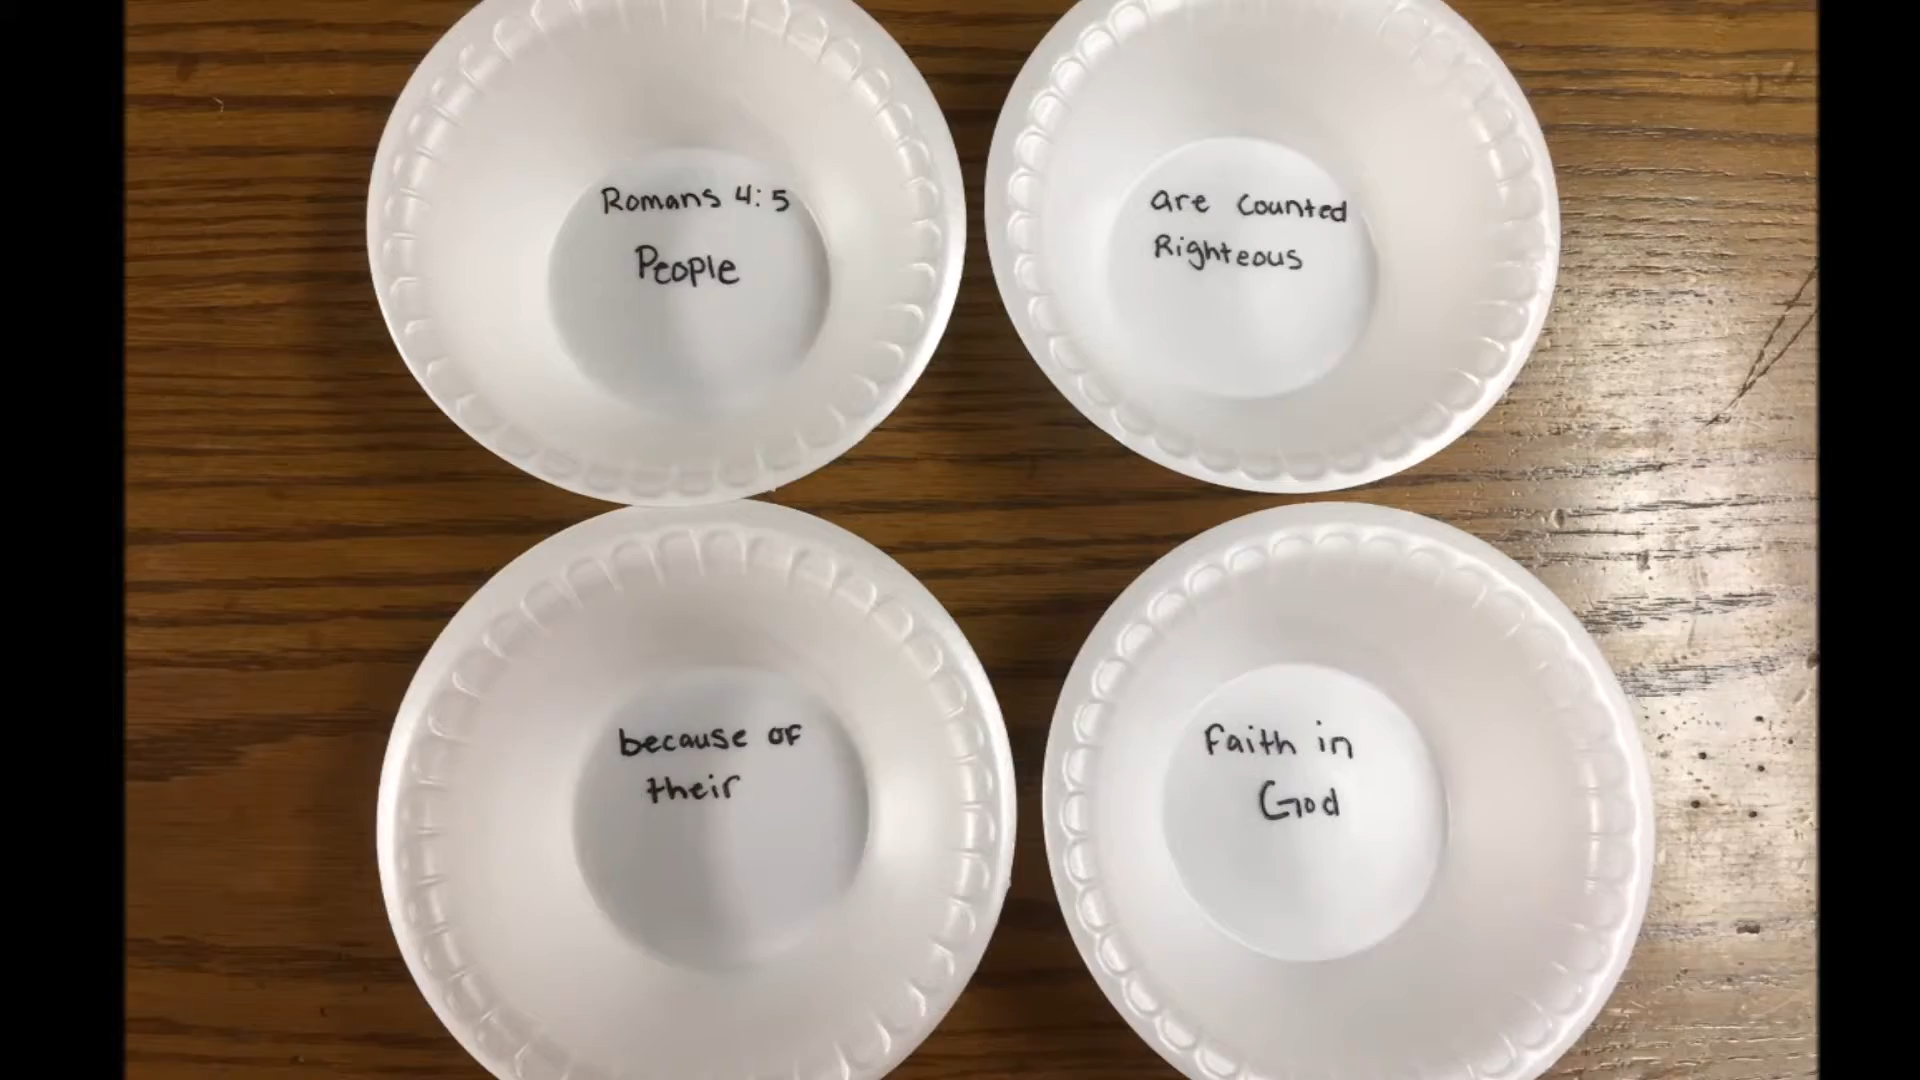 Romans 4:5
People
are counted
Righteous
because of
their
faith in
God